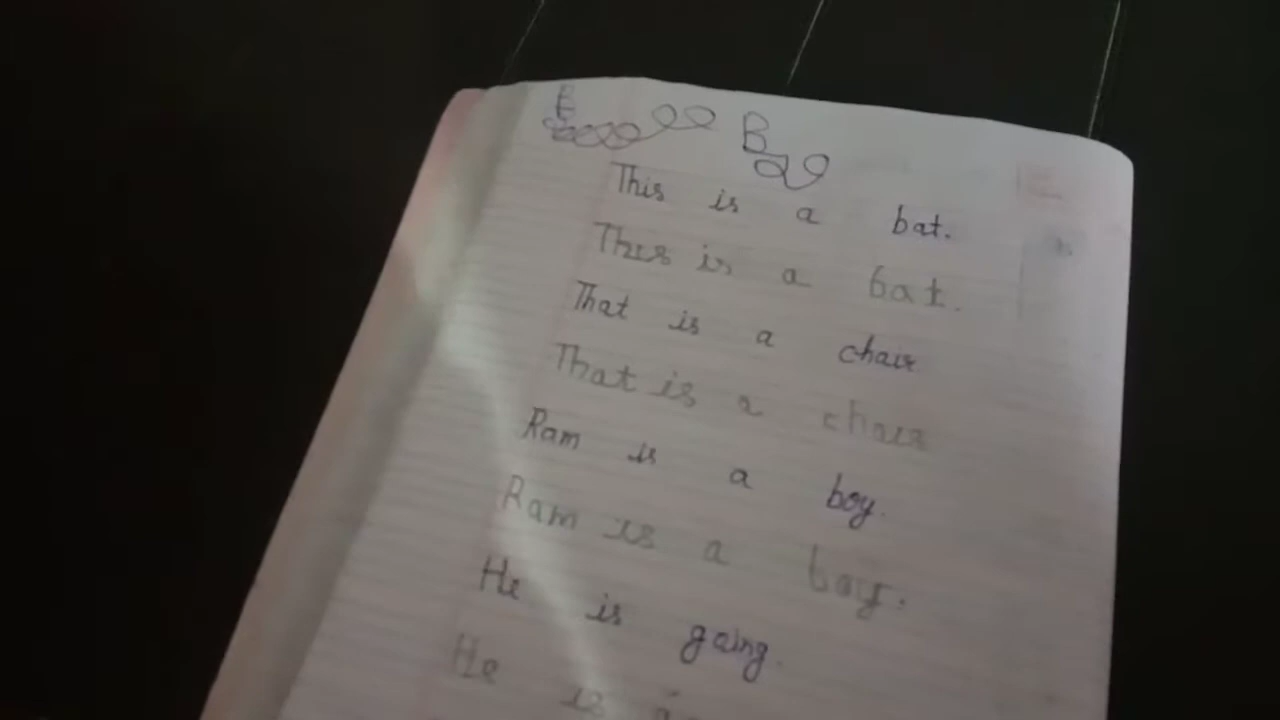 B B
This is a bat.
This is a bat.
That is a chair
That is a chair
Ram is a boy.
Ram is a boy.
He is going.
He is